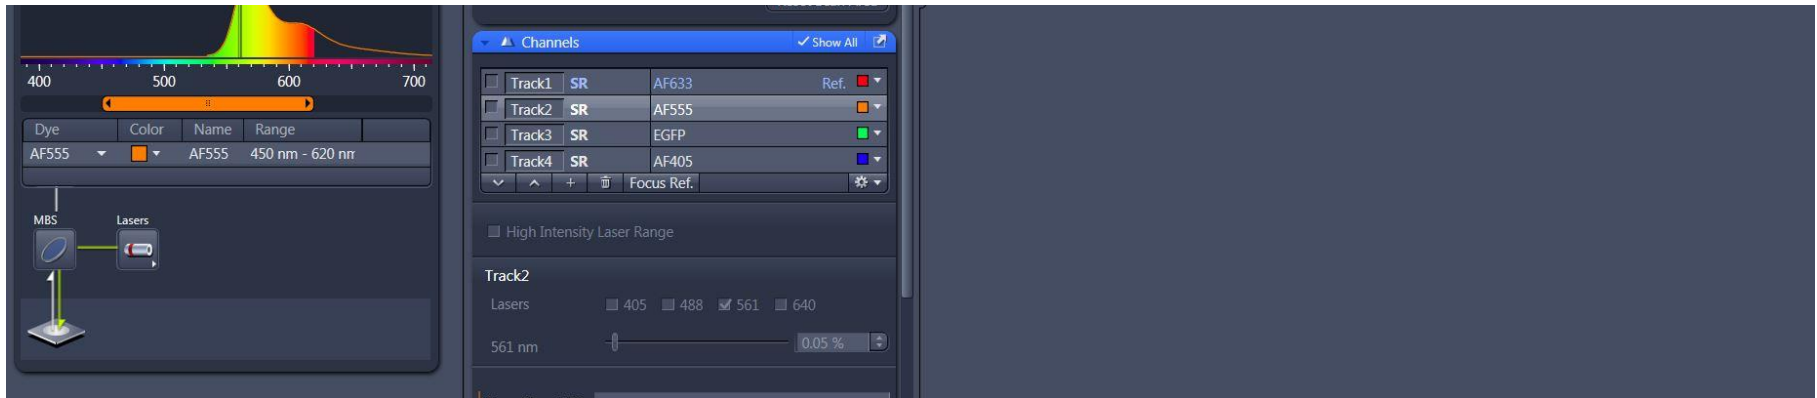 Channels
Show All
400 500 600 700
Track1 SR AF633 Ref.
Track2 SR AF555
Track3 SR EGFP
Track4 SR AF405
Focus Ref.
Dye Color Name Range
AF555 AF555 450 nm - 620 nm
MBS Lasers
High Intensity Laser Range
Track2
Lasers 405 488 561 640
561 nm 0.05 %